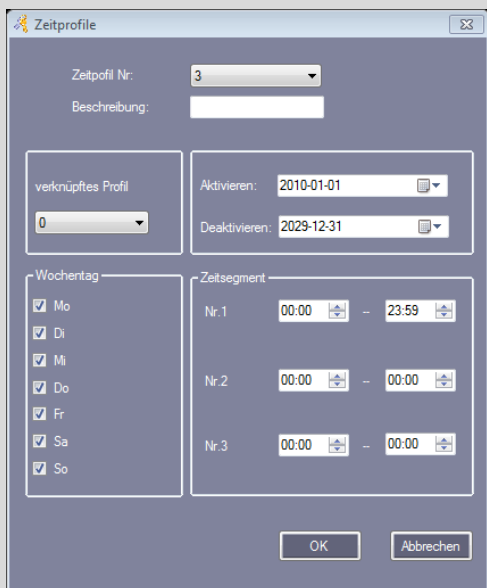 Zeitprofile
Zeitpofil Nr: 3
Beschreibung:
verknüpftes Profil
0
Aktivieren: 2010-01-01
Deaktivieren: 2029-12-31
Wochentag
Mo
Di
Mi
Do
Fr
Sa
So
Zeitsegment
Nr.1 00:00 – 23:59
Nr.2 00:00 – 00:00
Nr.3 00:00 – 00:00
OK Abbrechen